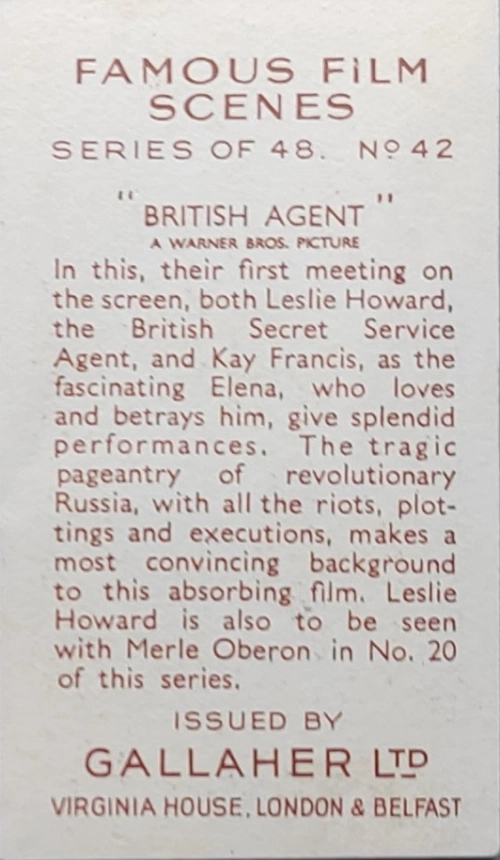 FAMOUS FiLM
SCENES
SERIES OF 48. Nº 42
"BRITISH AGENT"
A WARNER BROS. PICTURE
In this, their first meeting on
the screen, both Leslie Howard,
the British Secret Service
Agent, and Kay Francis, as the
fascinating Elena, who loves
and betrays him, give splendid
performances. The tragic
pageantry of revolutionary
Russia, with all the riots, plot-
tings and executions, makes a
most convincing background
to this absorbing film. Leslie
Howard is also to be seen
with Merle Oberon in No. 20
of this series.
ISSUED BY
GALLAHER LTD
VIRGINIA HOUSE, LONDON & BELFAST